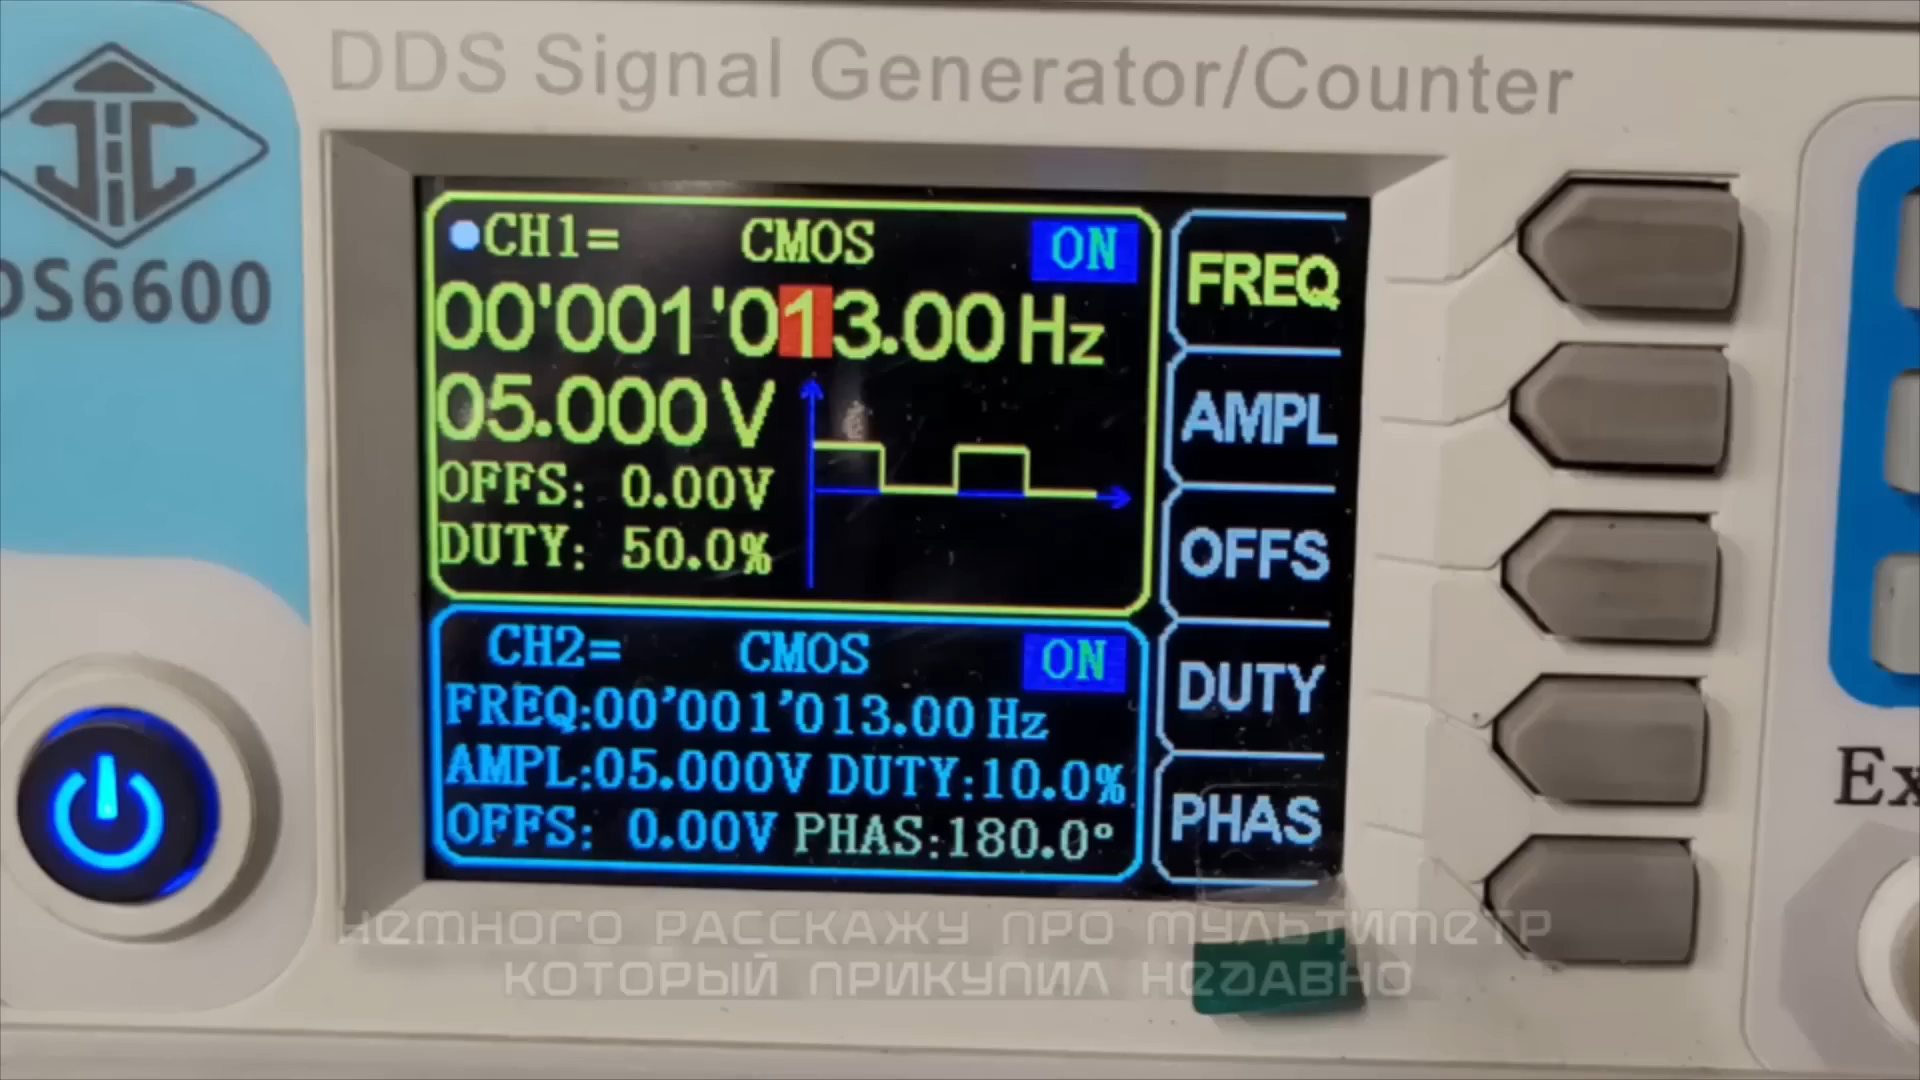 DDS Signal Generator/Counter
DS6600
CH1= CMOS ON
00'001'013.00 Hz
05.000 V
OFFS: 0.00V
DUTY: 50.0%
CH2= CMOS ON
FREQ:00'001'013.00 Hz
AMPL:05.000V DUTY:10.0%
OFFS: 0.00V PHAS:180.0°
FREQ
AMPL
OFFS
DUTY
PHAS
Ex
немного расскажу про мультиметр
который прикупил недавно